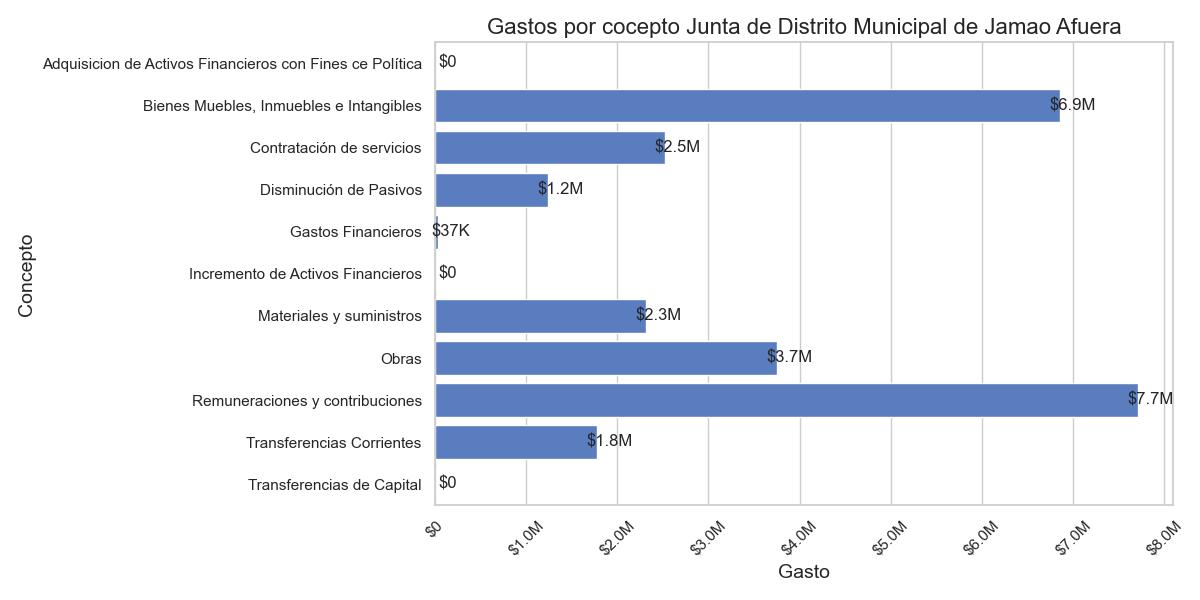 Gastos por cocepto Junta de Distrito Municipal de Jamao Afuera
Concepto
Adquisicion de Activos Financieros con Fines ce Política $0
Bienes Muebles, Inmuebles e Intangibles $6.9M
Contratación de servicios $2.5M
Disminución de Pasivos $1.2M
Gastos Financieros $37K
Incremento de Activos Financieros $0
Materiales y suministros $2.3M
Obras $3.7M
Remuneraciones y contribuciones $7.7M
Transferencias Corrientes $1.8M
Transferencias de Capital $0
$0 $1.0M $2.0M $3.0M $4.0M $5.0M $6.0M $7.0M $8.0M
Gasto